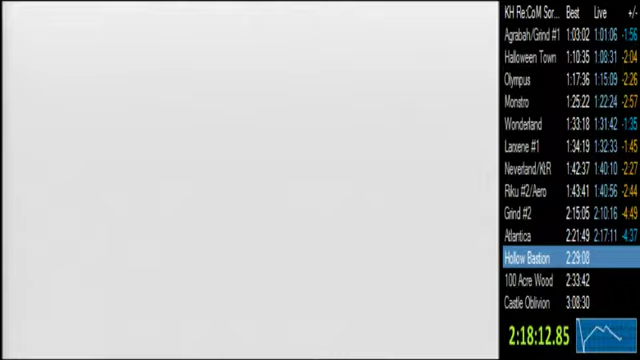 KH Re:CoM Sor... Best Live +/-
Agrabah/Grind #1 1:03:02 1:01:06 -1:56
Halloween Town 1:10:35 1:08:31 -2:04
Olympus 1:17:36 1:15:09 -2:26
Monstro 1:25:22 1:22:24 -2:57
Wonderland 1:33:18 1:31:42 -1:35
Larxene #1 1:34:19 1:32:33 -1:45
Neverland/KtR 1:42:37 1:40:10 -2:27
Riku #2/Aero 1:43:41 1:40:56 -2:44
Grind #2 2:15:05 2:10:16 -4:49
Atlantica 2:21:49 2:17:11 -4:37
Hollow Bastion 2:29:08
100 Acre Wood 2:33:42
Castle Oblivion 3:08:30
2:18:12.85